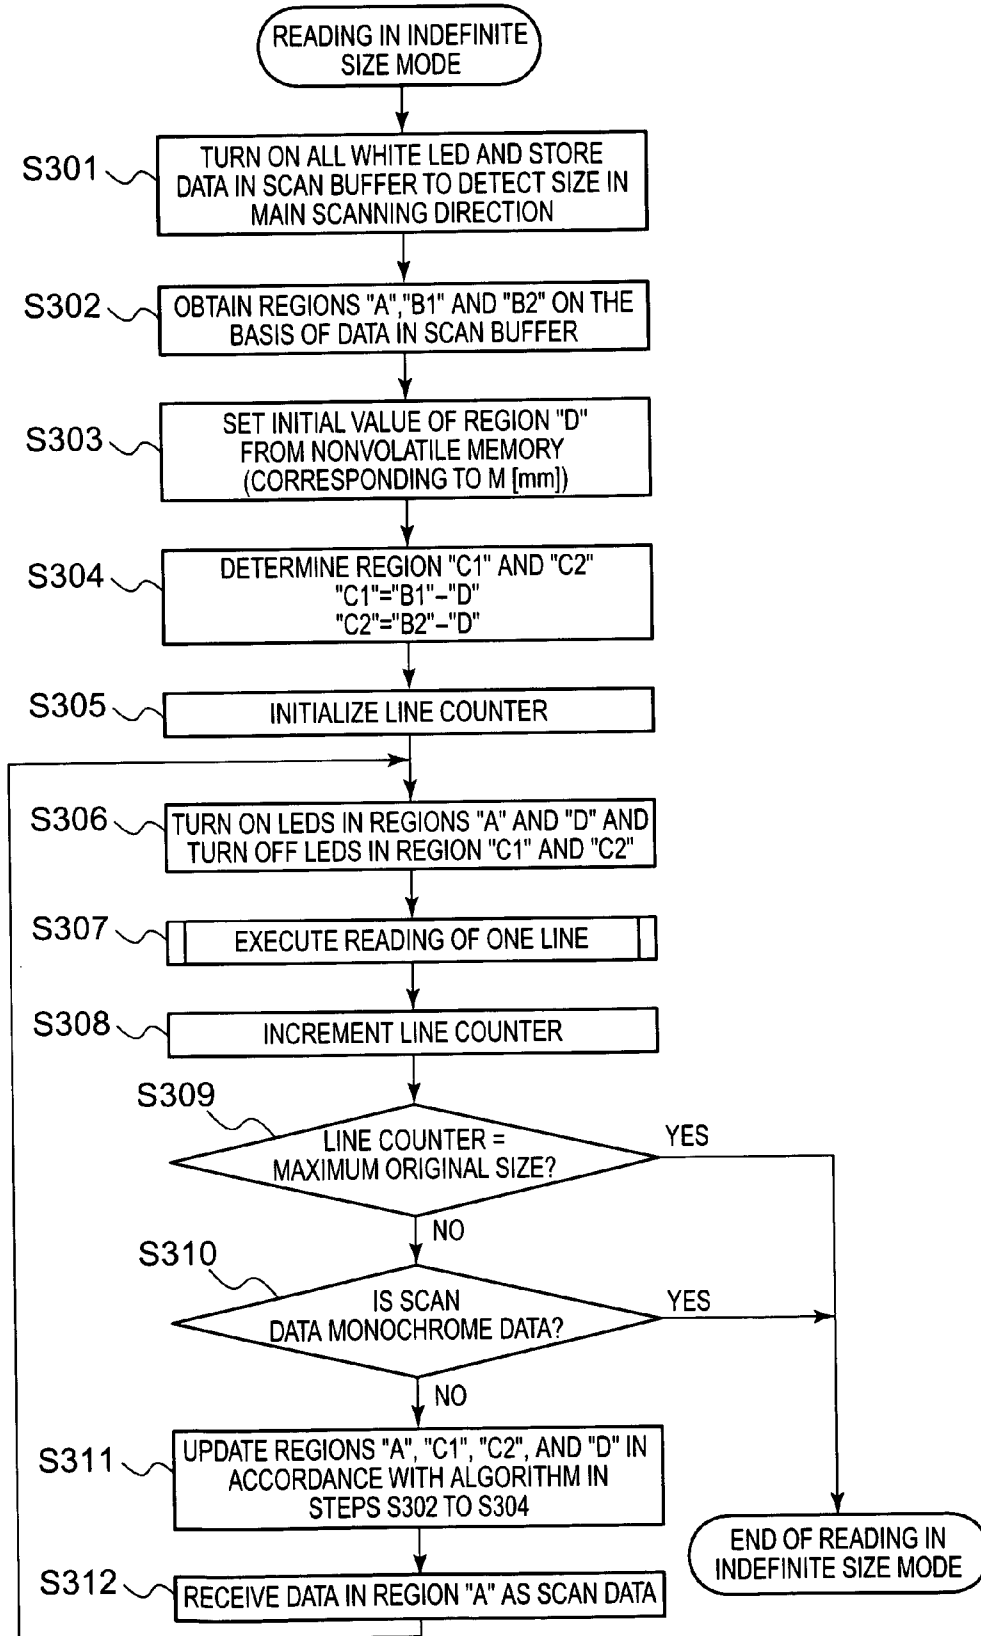 READING IN INDEFINITE
SIZE MODE
S301
TURN ON ALL WHITE LED AND STORE
DATA IN SCAN BUFFER TO DETECT SIZE IN
MAIN SCANNING DIRECTION
S302
OBTAIN REGIONS "A","B1" AND "B2" ON THE
BASIS OF DATA IN SCAN BUFFER
S303
SET INITIAL VALUE OF REGION "D"
FROM NONVOLATILE MEMORY
(CORRESPONDING TO M [mm])
S304
DETERMINE REGION "C1" AND "C2"
"C1"="B1"–"D"
"C2"="B2"–"D"
S305
INITIALIZE LINE COUNTER
S306
TURN ON LEDS IN REGIONS "A" AND "D" AND
TURN OFF LEDS IN REGION "C1" AND "C2"
S307
EXECUTE READING OF ONE LINE
S308
INCREMENT LINE COUNTER
S309
LINE COUNTER =
MAXIMUM ORIGINAL SIZE?
YES
NO
S310
IS SCAN
DATA MONOCHROME DATA?
YES
NO
S311
UPDATE REGIONS "A", "C1", "C2", AND "D" IN
ACCORDANCE WITH ALGORITHM IN
STEPS S302 TO S304
END OF READING IN
INDEFINITE SIZE MODE
S312
RECEIVE DATA IN REGION "A" AS SCAN DATA